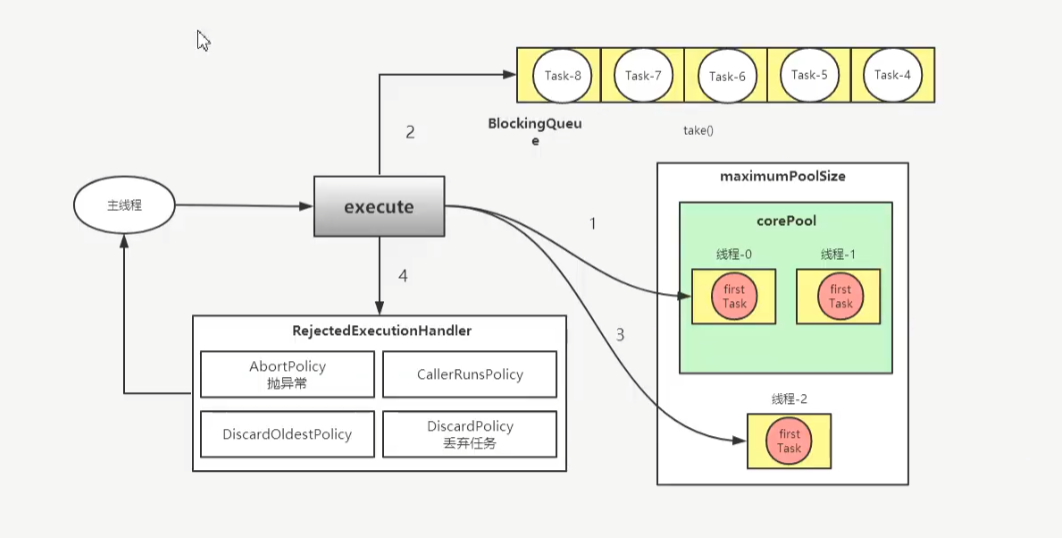 Task-8
Task-7
Task-6
Task-5
Task-4
BlockingQueu
e
take()
2
maximumPoolSize
主线程
execute
1
corePool
线程-0
线程-1
first
Task
first
Task
4
3
RejectedExecutionHandler
AbortPolicy
抛异常
CallerRunsPolicy
DiscardOldestPolicy
DiscardPolicy
丢弃任务
线程-2
first
Task